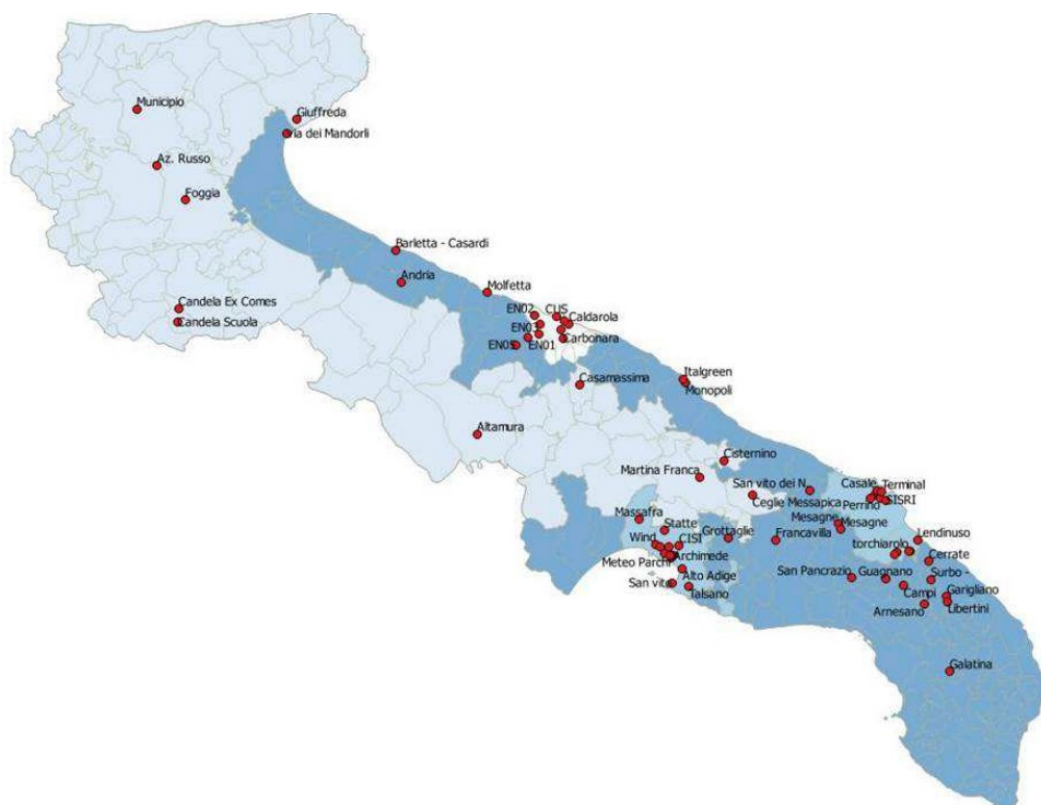 Municipio
Giuffreda
via dei Mandorli
Az. Russo
Foggia
Barletta - Casardi
Andria
Molfetta
Candela Ex Comes
Candela Scuola
EN02
CUS
Caldarola
EN03
EN05
EN01
Carbonara
Casamassima
Italgreen
Monopoli
Altamura
Cisternino
Martina Franca
San vito dei N
Ceglie Messapica
Casale
Terminal
Perrino
SISRI
Massafra
Statte
Grottaglie
Francavilla
Mesagne
Mesagne
Lendinuso
Wind
CISI
torchiarolo
Meteo Parchi
Archimede
Cerrate
San Pancrazio
Guagnano
Surbo -
San vito
Alto Adige
Talsano
Campi
Garigliano
Arnesano
Libertini
Galatina